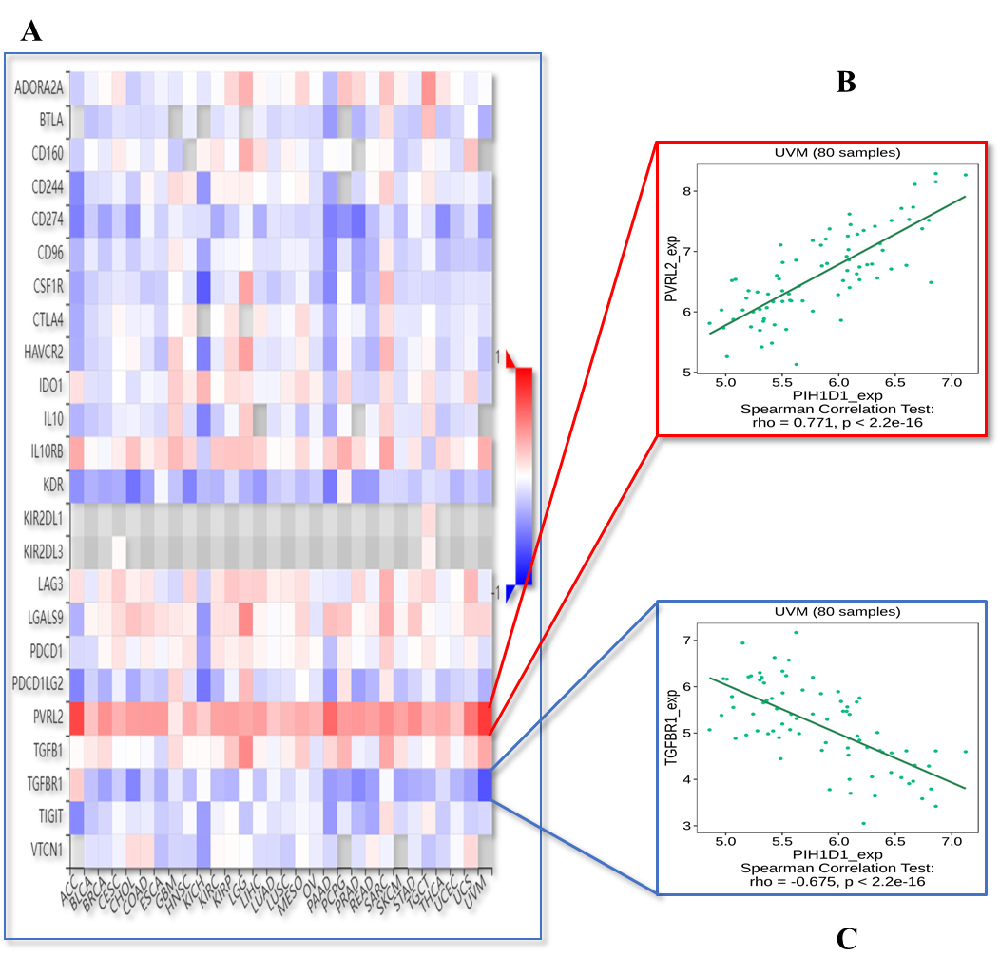 A
ADORA2A
BTLA
CD160
CD244
CD274
CD96
CSF1R
CTLA4
HAVCR2
IDO1
IL10
IL10RB
KDR
KIR2DL1
KIR2DL3
LAG3
LGALS9
PDCD1
PDCD1LG2
PVRL2
TGFB1
TGFBR1
TIGIT
VTCN1
ACC
BLCA
BRCA
CESC
CHOL
COAD
ESCA
GBM
HNSC
KICH
KIRC
KIRP
LGG
LIHC
LUAD
LUSC
MESO
OV
PAAD
PCPG
PRAD
READ
SARC
SKCM
STAD
TGCT
THCA
UCEC
UCS
UVM
1
-1
B
UVM (80 samples)
PVRL2_exp
8
7
6
5
5.0 5.5 6.0 6.5 7.0
PIH1D1_exp
Spearman Correlation Test:
rho = 0.771, p < 2.2e-16
UVM (80 samples)
TGFBR1_exp
7
6
5
4
3
5.0 5.5 6.0 6.5 7.0
PIH1D1_exp
Spearman Correlation Test:
rho = -0.675, p < 2.2e-16
C